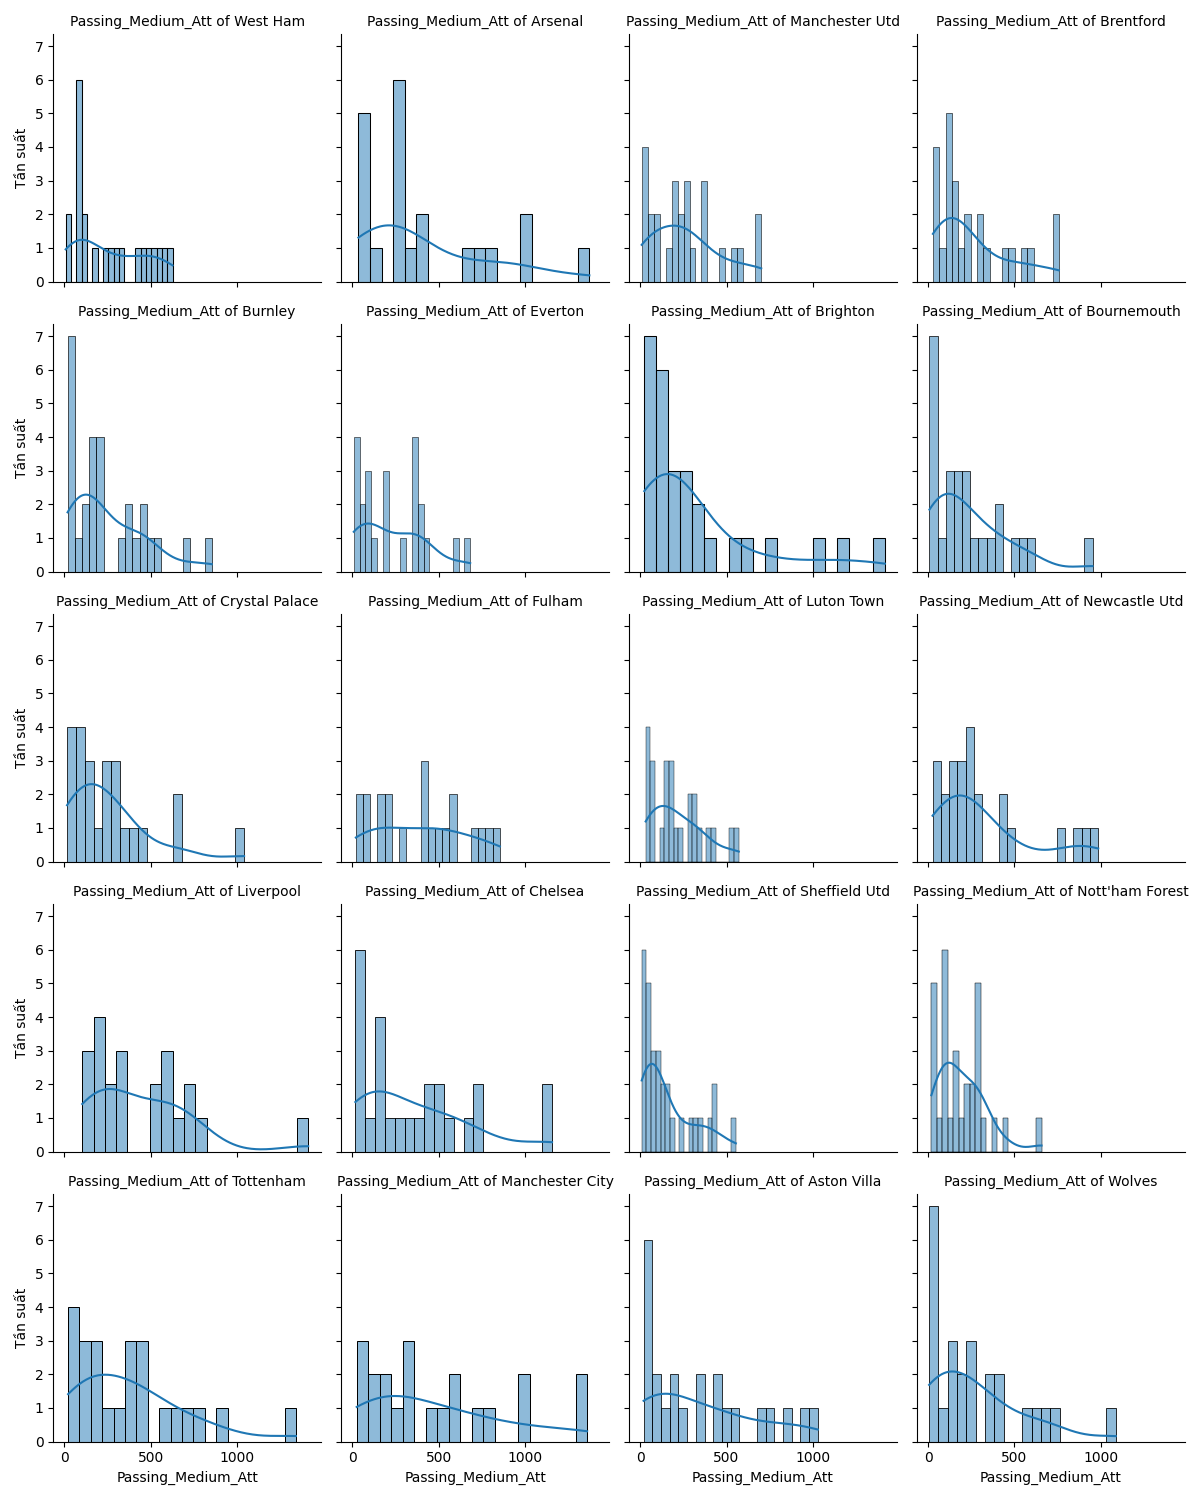 Passing_Medium_Att of West Ham
Passing_Medium_Att of Arsenal
Passing_Medium_Att of Manchester Utd
Passing_Medium_Att of Brentford
7
6
5
4
3
2
1
0
Tần suất
Passing_Medium_Att of Burnley
Passing_Medium_Att of Everton
Passing_Medium_Att of Brighton
Passing_Medium_Att of Bournemouth
7
6
5
4
3
2
1
0
Tần suất
Passing_Medium_Att of Crystal Palace
Passing_Medium_Att of Fulham
Passing_Medium_Att of Luton Town
Passing_Medium_Att of Newcastle Utd
7
6
5
4
3
2
1
0
Tần suất
Passing_Medium_Att of Liverpool
Passing_Medium_Att of Chelsea
Passing_Medium_Att of Sheffield Utd
Passing_Medium_Att of Nott'ham Forest
7
6
5
4
3
2
1
0
Tần suất
Passing_Medium_Att of Tottenham
Passing_Medium_Att of Manchester City
Passing_Medium_Att of Aston Villa
Passing_Medium_Att of Wolves
7
6
5
4
3
2
1
0
Tần suất
0 500 1000
0 500 1000
0 500 1000
0 500 1000
Passing_Medium_Att
Passing_Medium_Att
Passing_Medium_Att
Passing_Medium_Att